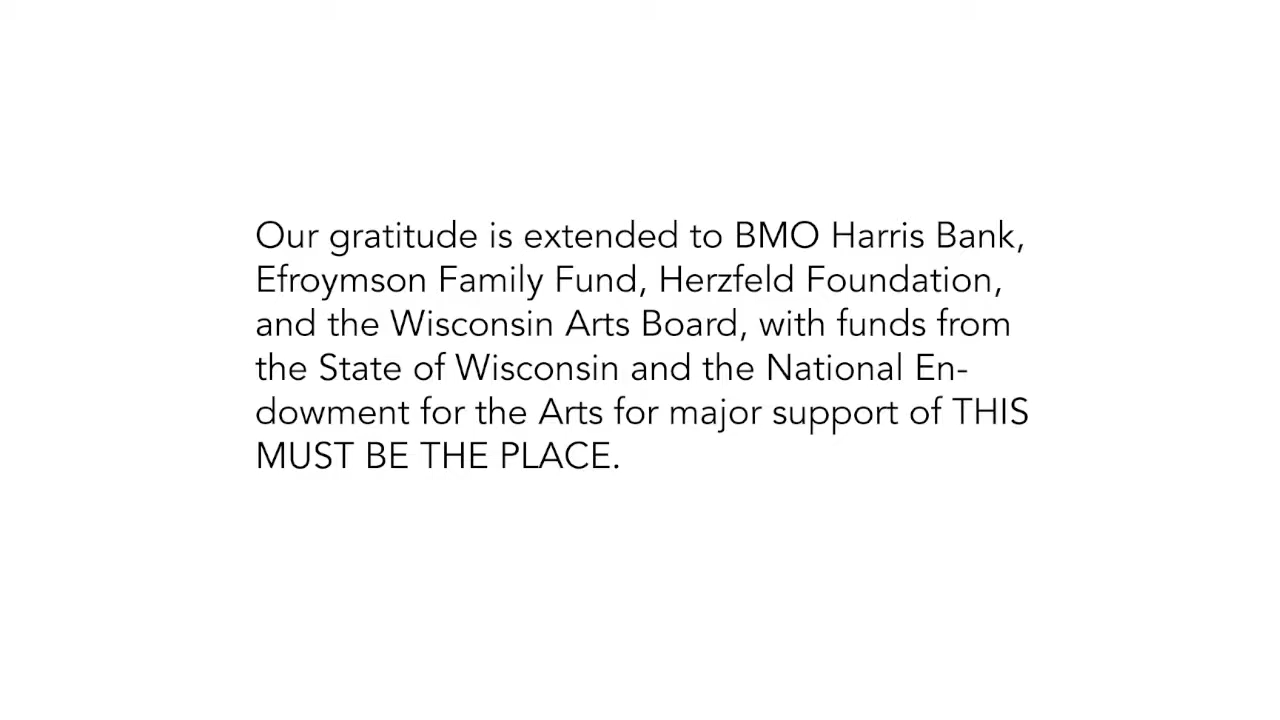 Our gratitude is extended to BMO Harris Bank,
Efroymson Family Fund, Herzfeld Foundation,
and the Wisconsin Arts Board, with funds from
the State of Wisconsin and the National En-
dowment for the Arts for major support of THIS
MUST BE THE PLACE.